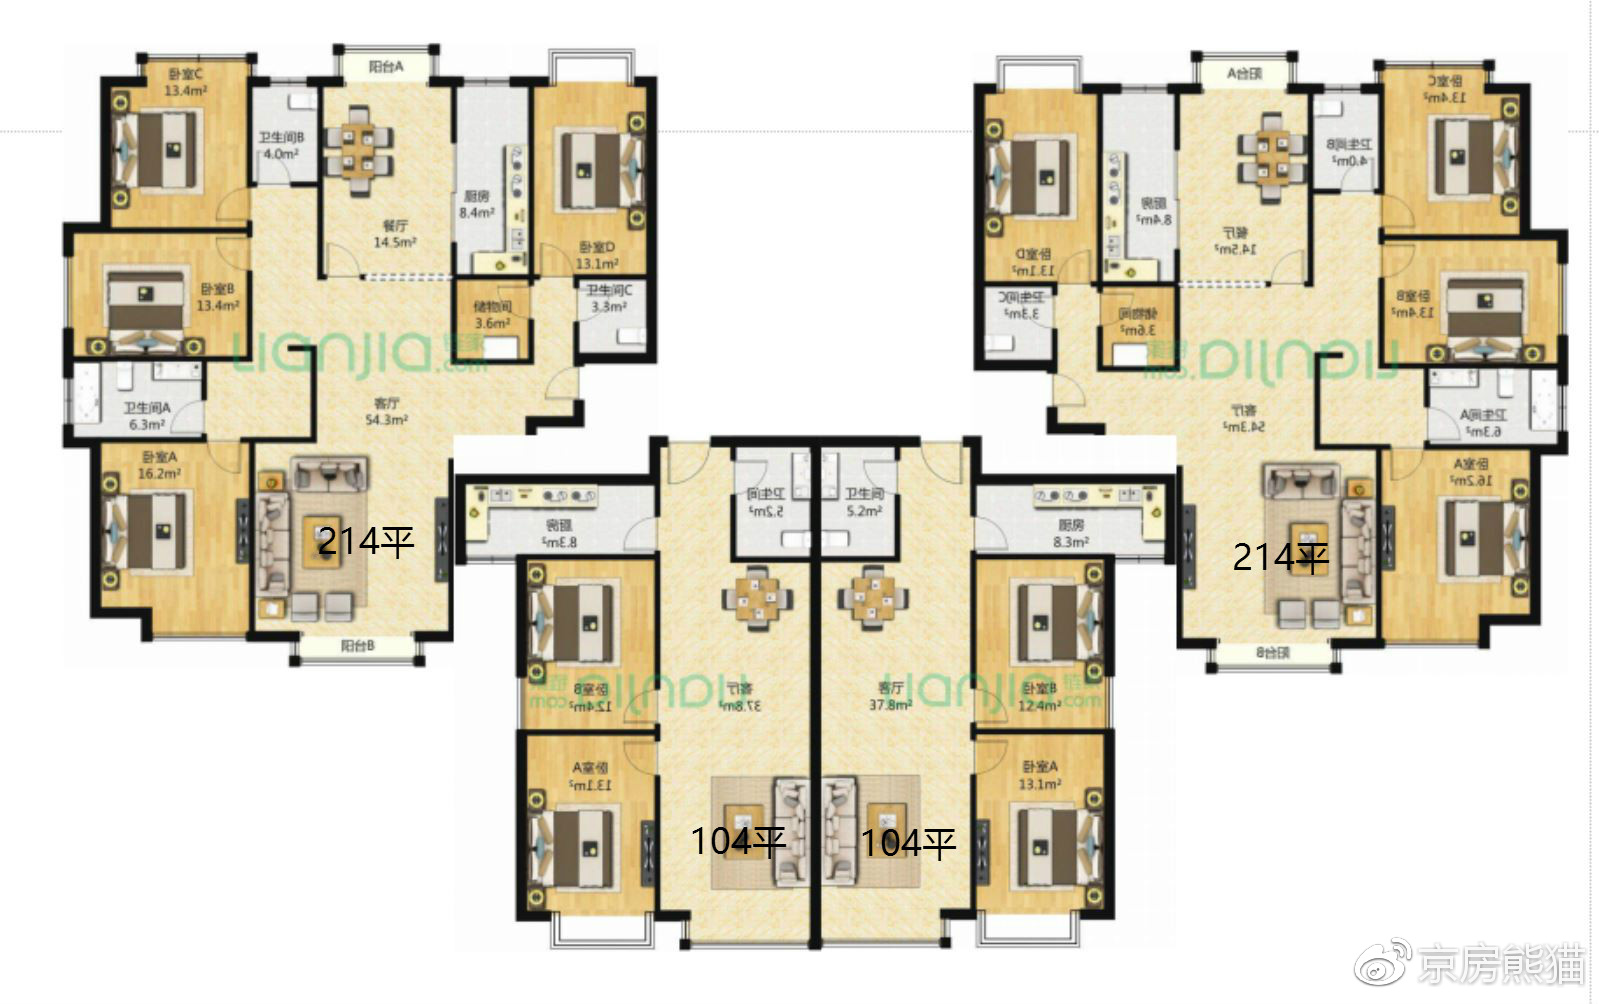 卧室C
13.4m²
阳台A
卫生间B
4.0m²
餐厅
14.5m²
厨房
8.4m²
卧室D
13.1m²
卧室B
13.4m²
储物间
3.6m²
卫生间C
3.3m²
Lianjia.com
链家
卫生间A
6.3m²
客厅
54.3m²
卧室A
16.2m²
214平
阳台B
阳台A
卧室C
13.4m²
卫生间B
4.0m²
厨房
8.4m²
餐厅
14.5m²
卧室D
13.1m²
卫生间C
3.3m²
储物间
3.6m²
卧室B
13.4m²
链家
Lianjia.com
客厅
54.3m²
卫生间A
6.3m²
卧室A
16.2m²
214平
阳台B
厨房
8.3m²
卫生间
5.2m²
卧室B
12.4m²
链家
Lianjia.com
客厅
37.8m²
卧室A
13.1m²
104平
卫生间
5.2m²
厨房
8.3m²
客厅
37.8m²
Lianjia.com
链家
卧室B
12.4m²
卧室A
13.1m²
104平
京房熊猫